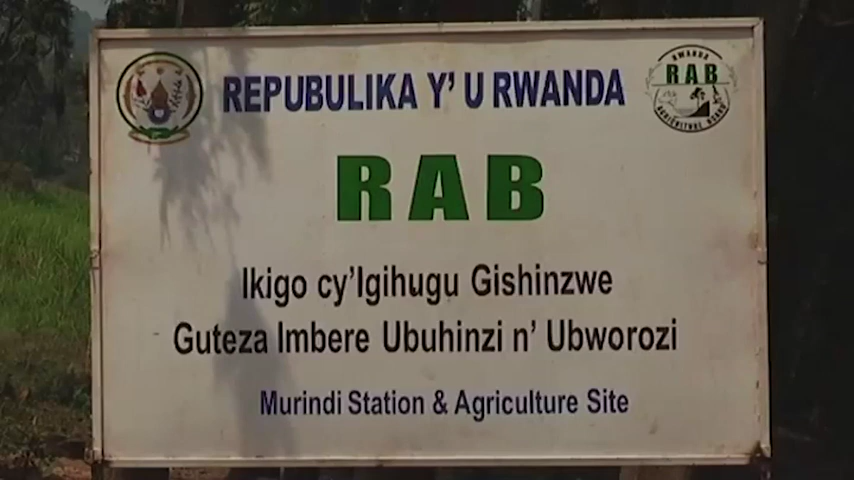 REPUBULIKA Y' U RWANDA
RWANDA
RAB
AGRICULTURE BOARD
RAB
Ikigo cy'Igihugu Gishinzwe
Guteza Imbere Ubuhinzi n' Ubworozi
Murindi Station & Agriculture Site